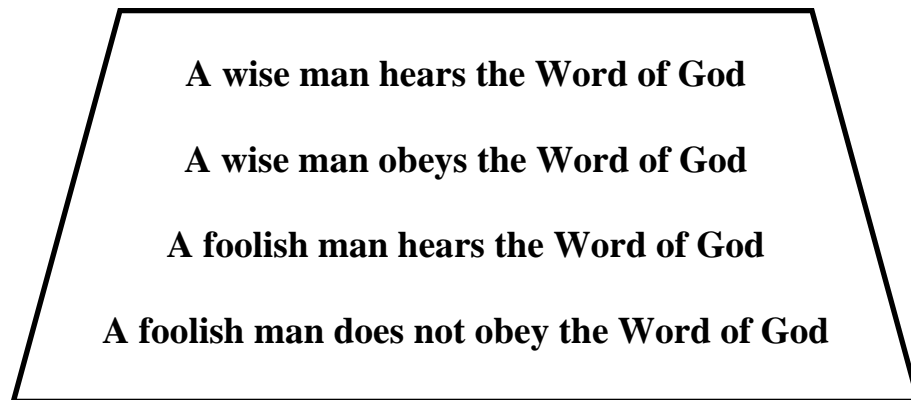 A wise man hears the Word of God
A wise man obeys the Word of God
A foolish man hears the Word of God
A foolish man does not obey the Word of God